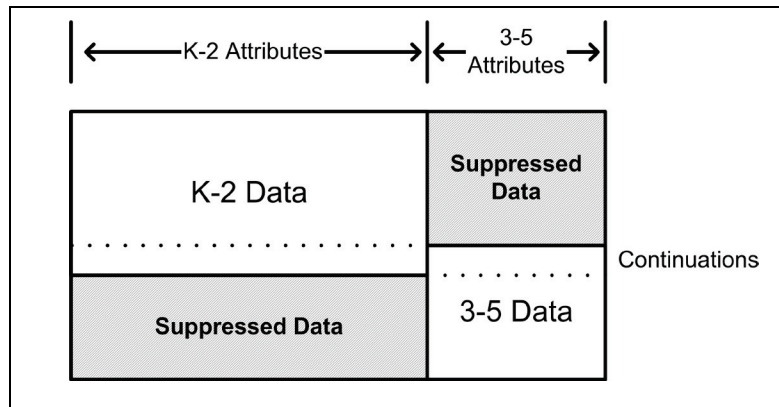 K-2 Attributes
3-5
Attributes
K-2 Data
Suppressed
Data
Continuations
Suppressed Data
3-5 Data